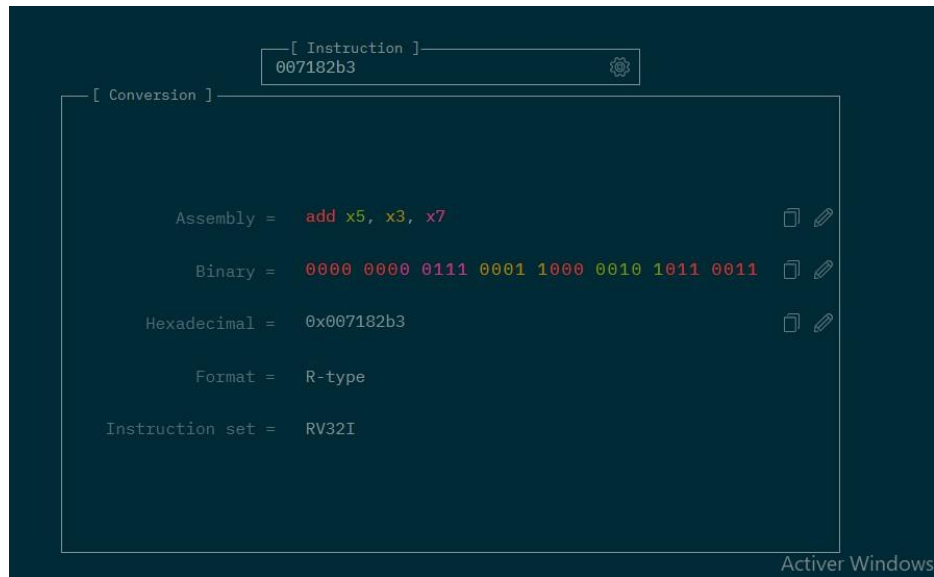 [ Instruction ]
007182b3
[ Conversion ]
Assembly = add x5, x3, x7
Binary = 0000 0000 0111 0001 1000 0010 1011 0011
Hexadecimal = 0x007182b3
Format = R-type
Instruction set = RV32I
Activer Windows